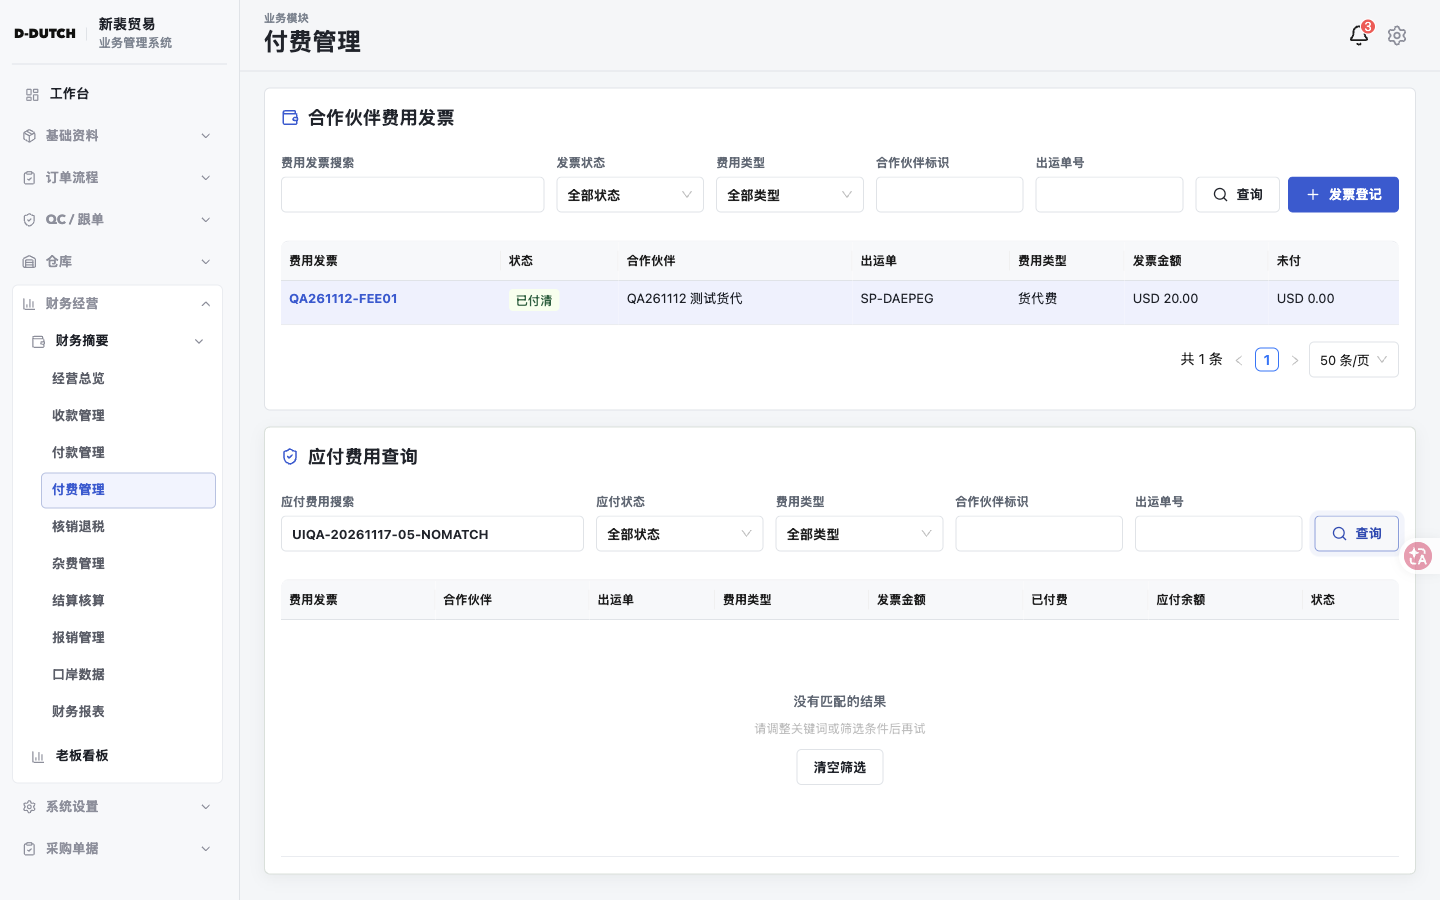 D-DUTCH
新裴贸易
业务管理系统
工作台
基础资料
订单流程
QC / 跟单
仓库
财务经营
财务摘要
经营总览
收款管理
付款管理
付费管理
核销退税
杂费管理
结算核算
报销管理
口岸数据
财务报表
老板看板
系统设置
采购单据
业务模块
付费管理
3
合作伙伴费用发票
费用发票搜索 发票状态 费用类型 合作伙伴标识 出运单号
全部状态 全部类型 查询 发票登记
费用发票 状态 合作伙伴 出运单 费用类型 发票金额 未付
QA261112-FEE01 已付清 QA261112 测试货代 SP-DAEPEG 货代费 USD 20.00 USD 0.00
共 1 条 1 50 条/页
应付费用查询
应付费用搜索 应付状态 费用类型 合作伙伴标识 出运单号
UIQA-20261117-05-NOMATCH 全部状态 全部类型 查询
费用发票 合作伙伴 出运单 费用类型 发票金额 已付费 应付余额 状态
没有匹配的结果
请调整关键词或筛选条件后再试
清空筛选